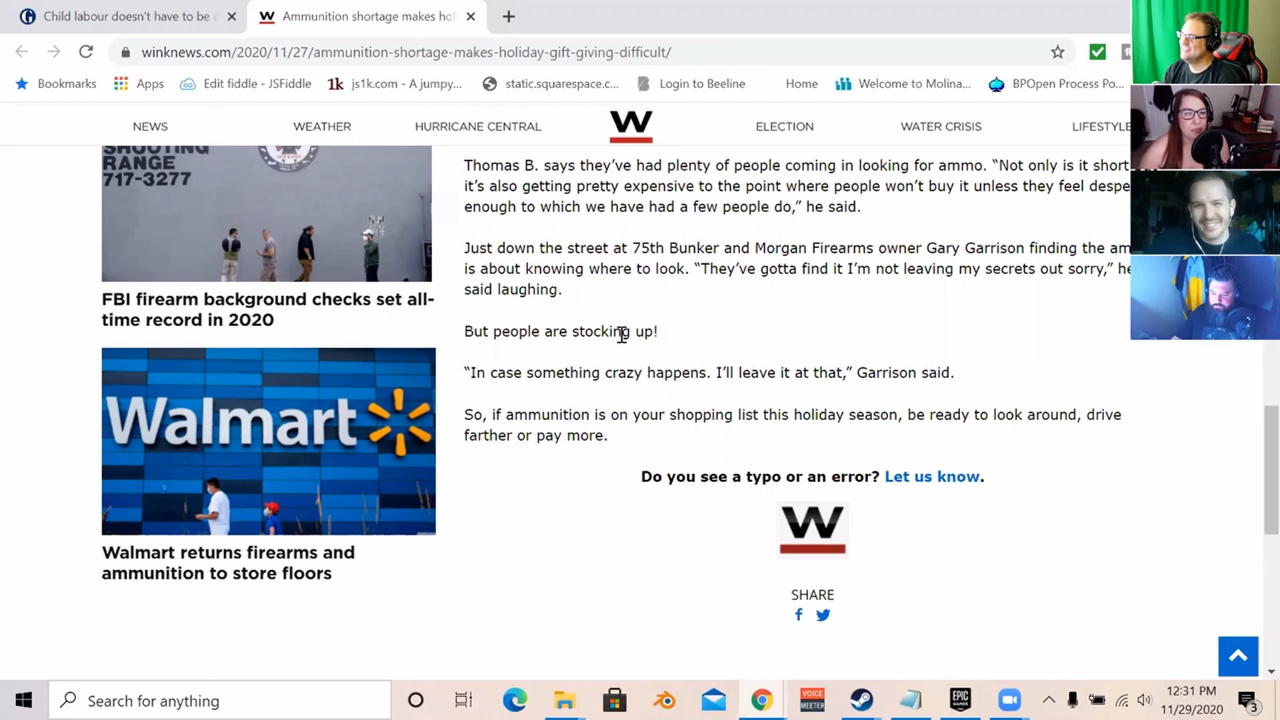 Child labour doesn't have to be
Ammunition shortage makes hol
winknews.com/2020/11/27/ammunition-shortage-makes-holiday-gift-giving-difficult/
Bookmarks
Apps
Edit fiddle - JSFiddle
1k js1k.com - A jumpy...
static.squarespace.c...
Login to Beeline
Home
Welcome to Molina...
BPOpen Process Po...
NEWS
WEATHER
HURRICANE CENTRAL
W
ELECTION
WATER CRISIS
LIFESTYLE
SHOOTING
RANGE
717-3277
FBI firearm background checks set all-
time record in 2020
Walmart
Walmart returns firearms and
ammunition to store floors
Thomas B. says they've had plenty of people coming in looking for ammo. “Not only is it short
it's also getting pretty expensive to the point where people won't buy it unless they feel despe
enough to which we have had a few people do,” he said.
Just down the street at 75th Bunker and Morgan Firearms owner Gary Garrison finding the am
is about knowing where to look. “They've gotta find it I'm not leaving my secrets out sorry,” he
said laughing.
But people are stocking up!
“In case something crazy happens. I'll leave it at that,” Garrison said.
So, if ammunition is on your shopping list this holiday season, be ready to look around, drive
farther or pay more.
Do you see a typo or an error? Let us know.
W
SHARE
Search for anything
VOICE
MEETER
EPIC
GAMES
12:31 PM
11/29/2020
3